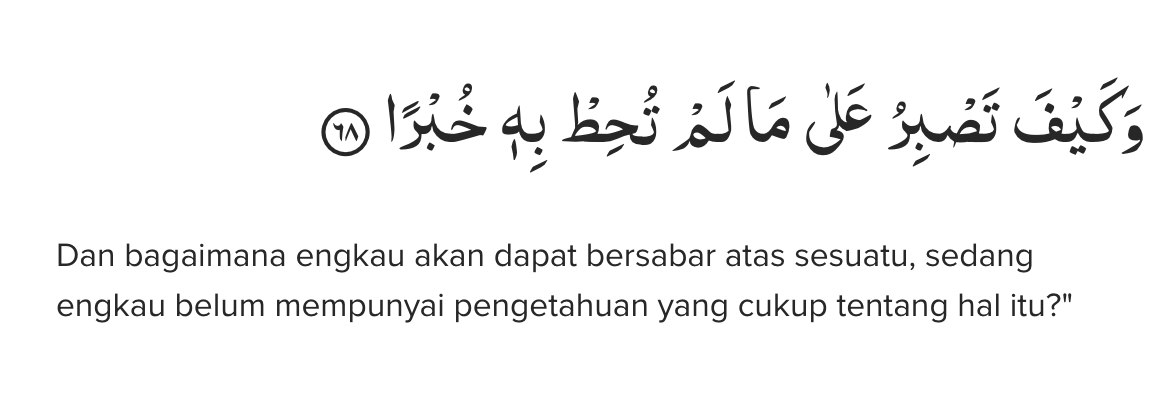 وَكَيْفَ تَصْبِرُ عَلٰى مَا لَمْ تُحِطْ بِهٖ خُبْرًا ٦٨
Dan bagaimana engkau akan dapat bersabar atas sesuatu, sedang
engkau belum mempunyai pengetahuan yang cukup tentang hal itu?"